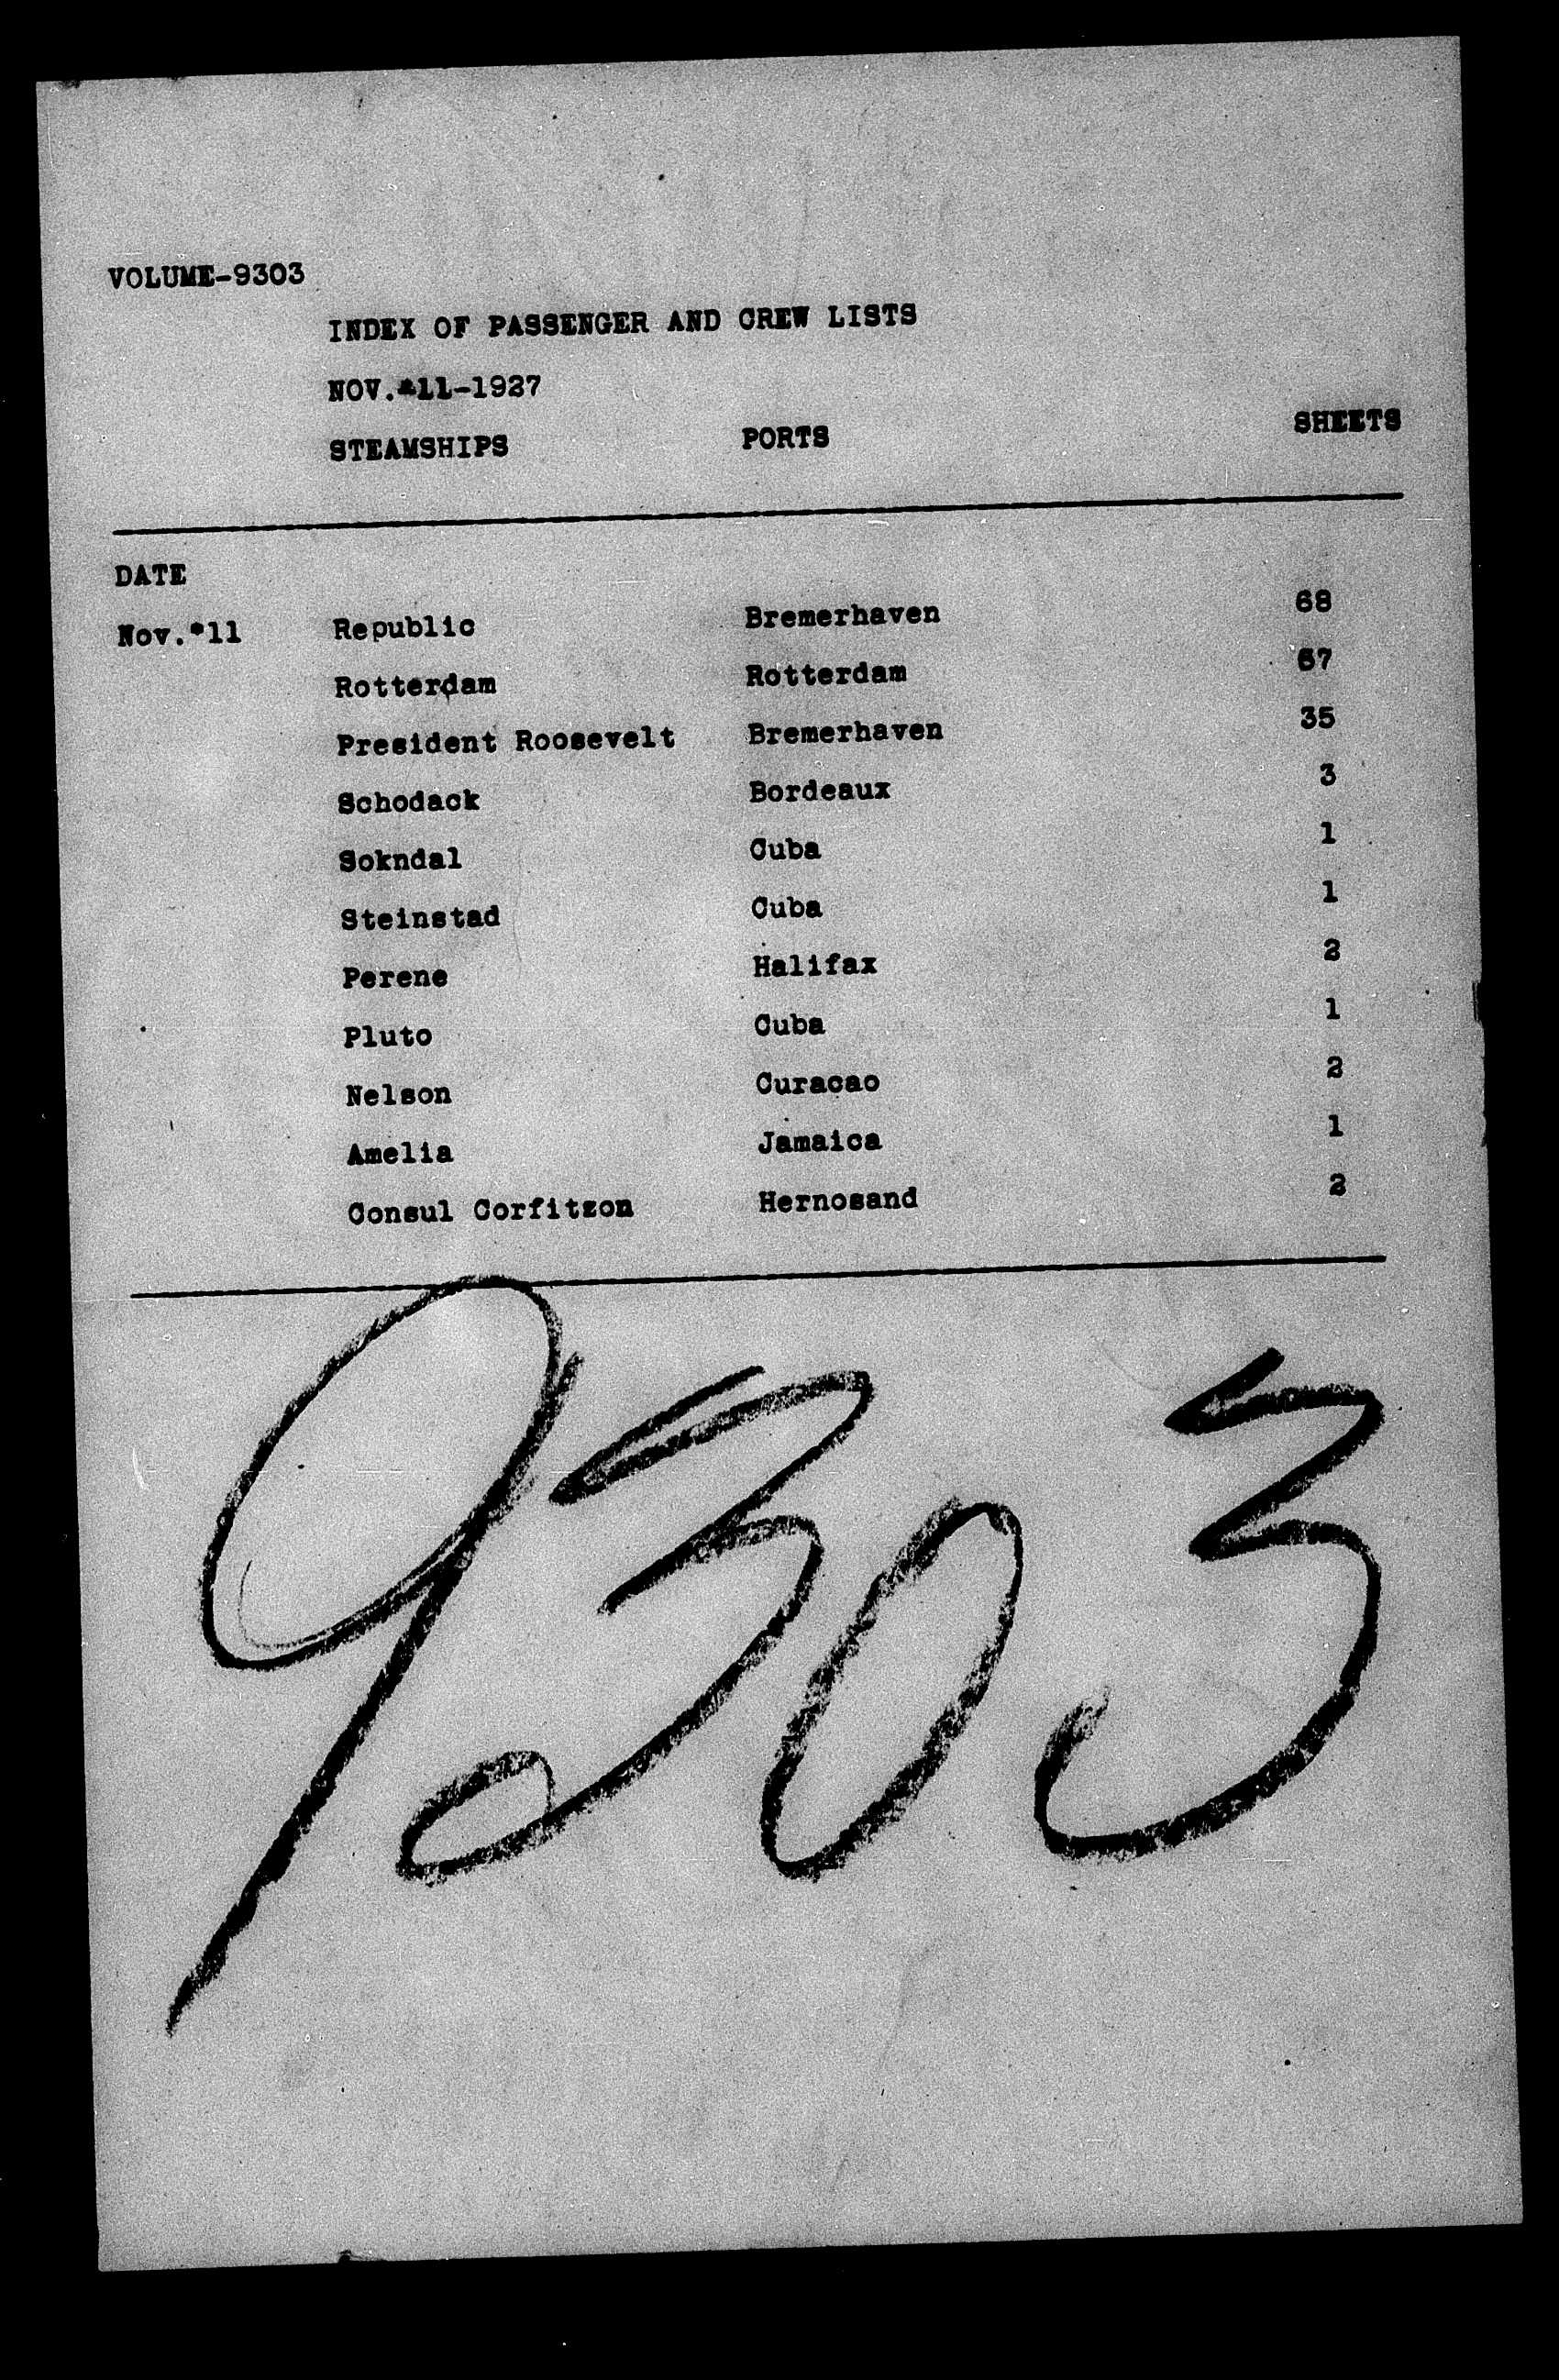 VOLUME-9303
INDEX OF PASSENGER AND CREW LISTS
NOV.*11-1927
STEAMSHIPS PORTS SHEETS
DATE
Nov.*11 Republic Bremerhaven 68
Rotterdam Rotterdam 67
President Roosevelt Bremerhaven 35
Schodack Bordeaux 3
Sokndal Cuba 1
Steinstad Cuba 1
Perene Halifax 2
Pluto Cuba 1
Nelson Curacao 2
Amelia Jamaica 1
Consul Corfitzon Hernosand 2
9303